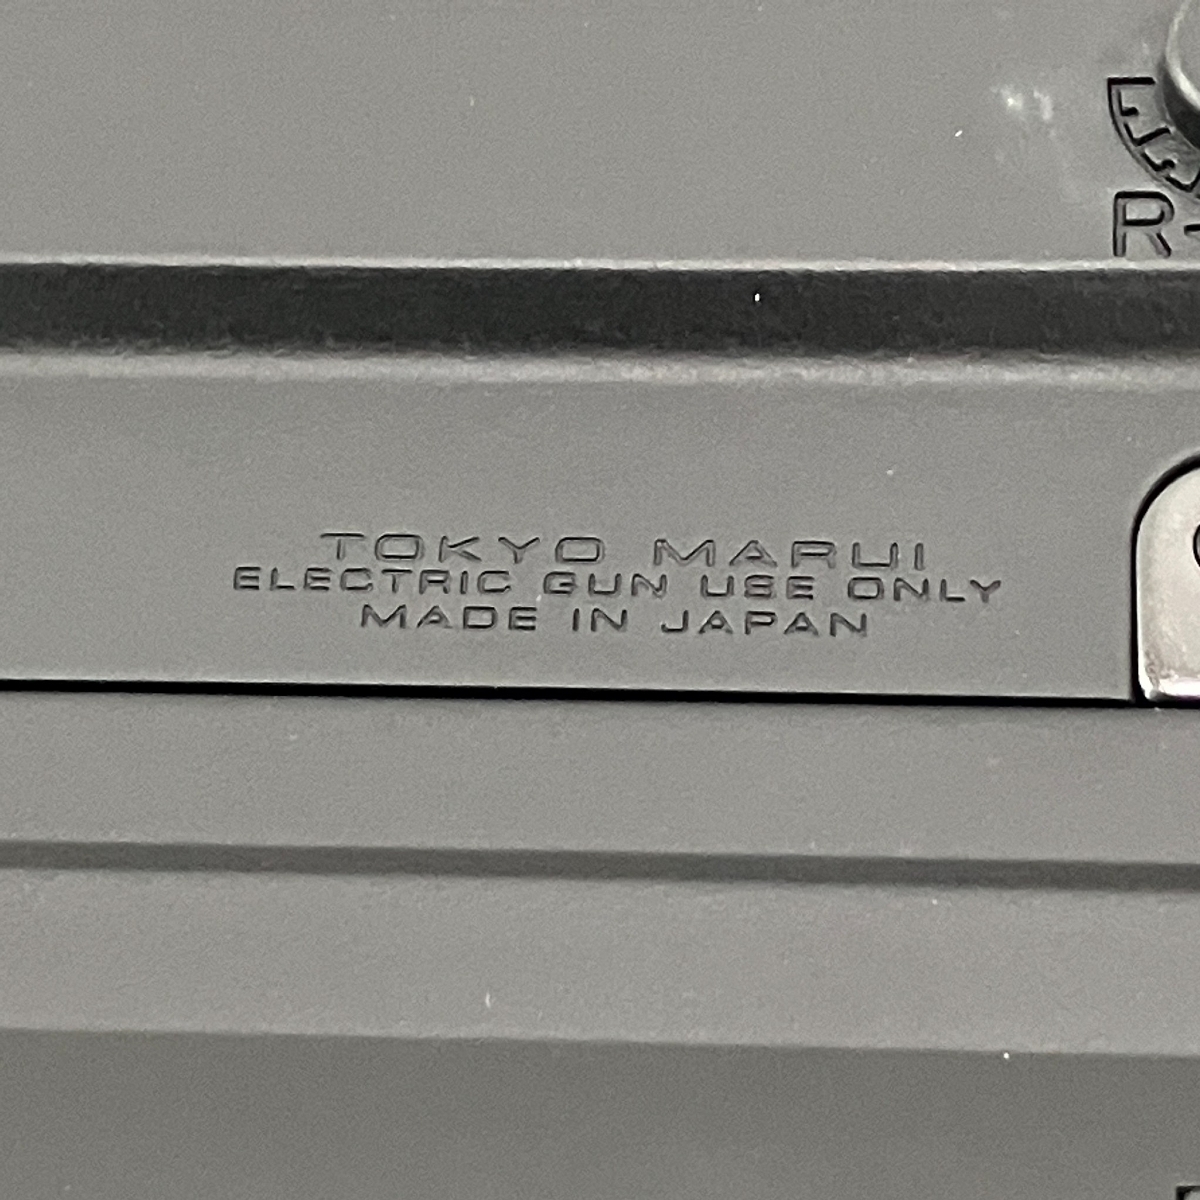 R
TOKYO MARUI
ELECTRIC GUN USE ONLY
MADE IN JAPAN